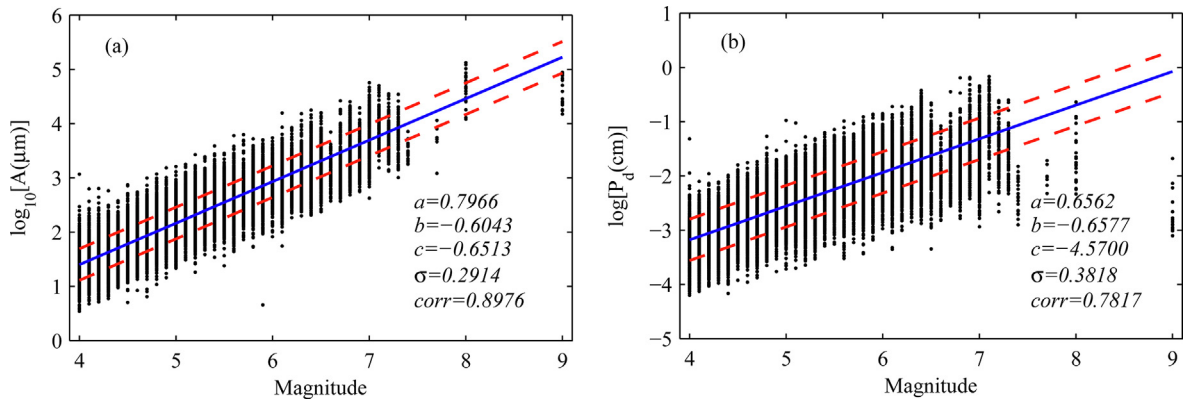 (a)
log10[A(μm)]
6
5
4
3
2
1
0
a=0.7966
b=−0.6043
c=−0.6513
σ=0.2914
corr=0.8976
4 5 6 7 8 9
Magnitude
(b)
log[Pd(cm)]
1
0
−1
−2
−3
−4
−5
a=0.6562
b=−0.6577
c=−4.5700
σ=0.3818
corr=0.7817
4 5 6 7 8 9
Magnitude